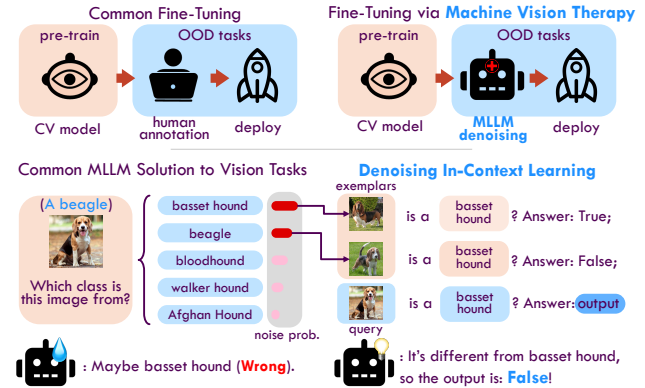 Common Fine-Tuning
pre-train
OOD tasks
CV model
human
annotation
deploy
Fine-Tuning via Machine Vision Therapy
pre-train
OOD tasks
CV model
MLLM
denoising
deploy
Common MLLM Solution to Vision Tasks
(A beagle)
Which class is
this image from?
basset hound
beagle
bloodhound
walker hound
Afghan Hound
noise prob.
: Maybe basset hound (Wrong).
Denoising In-Context Learning
exemplars
is a basset hound ? Answer: True;
is a basset hound ? Answer: False;
is a basset hound ? Answer: output
query
: It's different from basset hound,
so the output is: False!